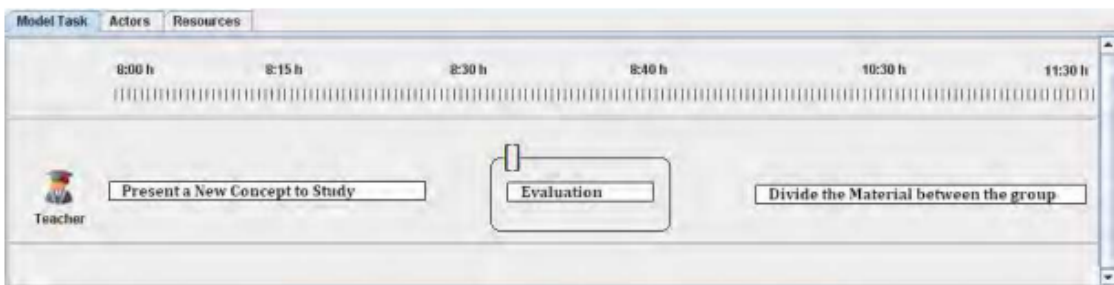 Model Task Actors Resources
8:00 h 8:15 h 8:30 h 8:40 h 10:30 h 11:30 h
Present a New Concept to Study Evaluation Divide the Material between the group
Teacher